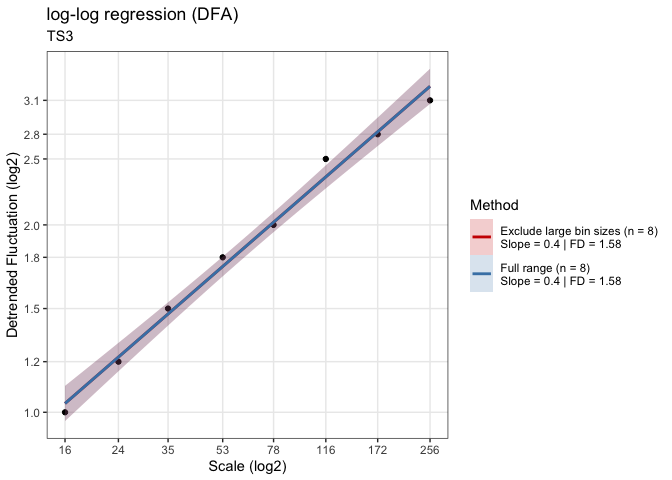 log-log regression (DFA)
TS3
Detrended Fluctuation (log2)
3.1
2.8
2.5
2.0
1.8
1.5
1.2
1.0
16 24 35 53 78 116 172 256
Scale (log2)
Method
Exclude large bin sizes (n = 8)
Slope = 0.4 | FD = 1.58
Full range (n = 8)
Slope = 0.4 | FD = 1.58